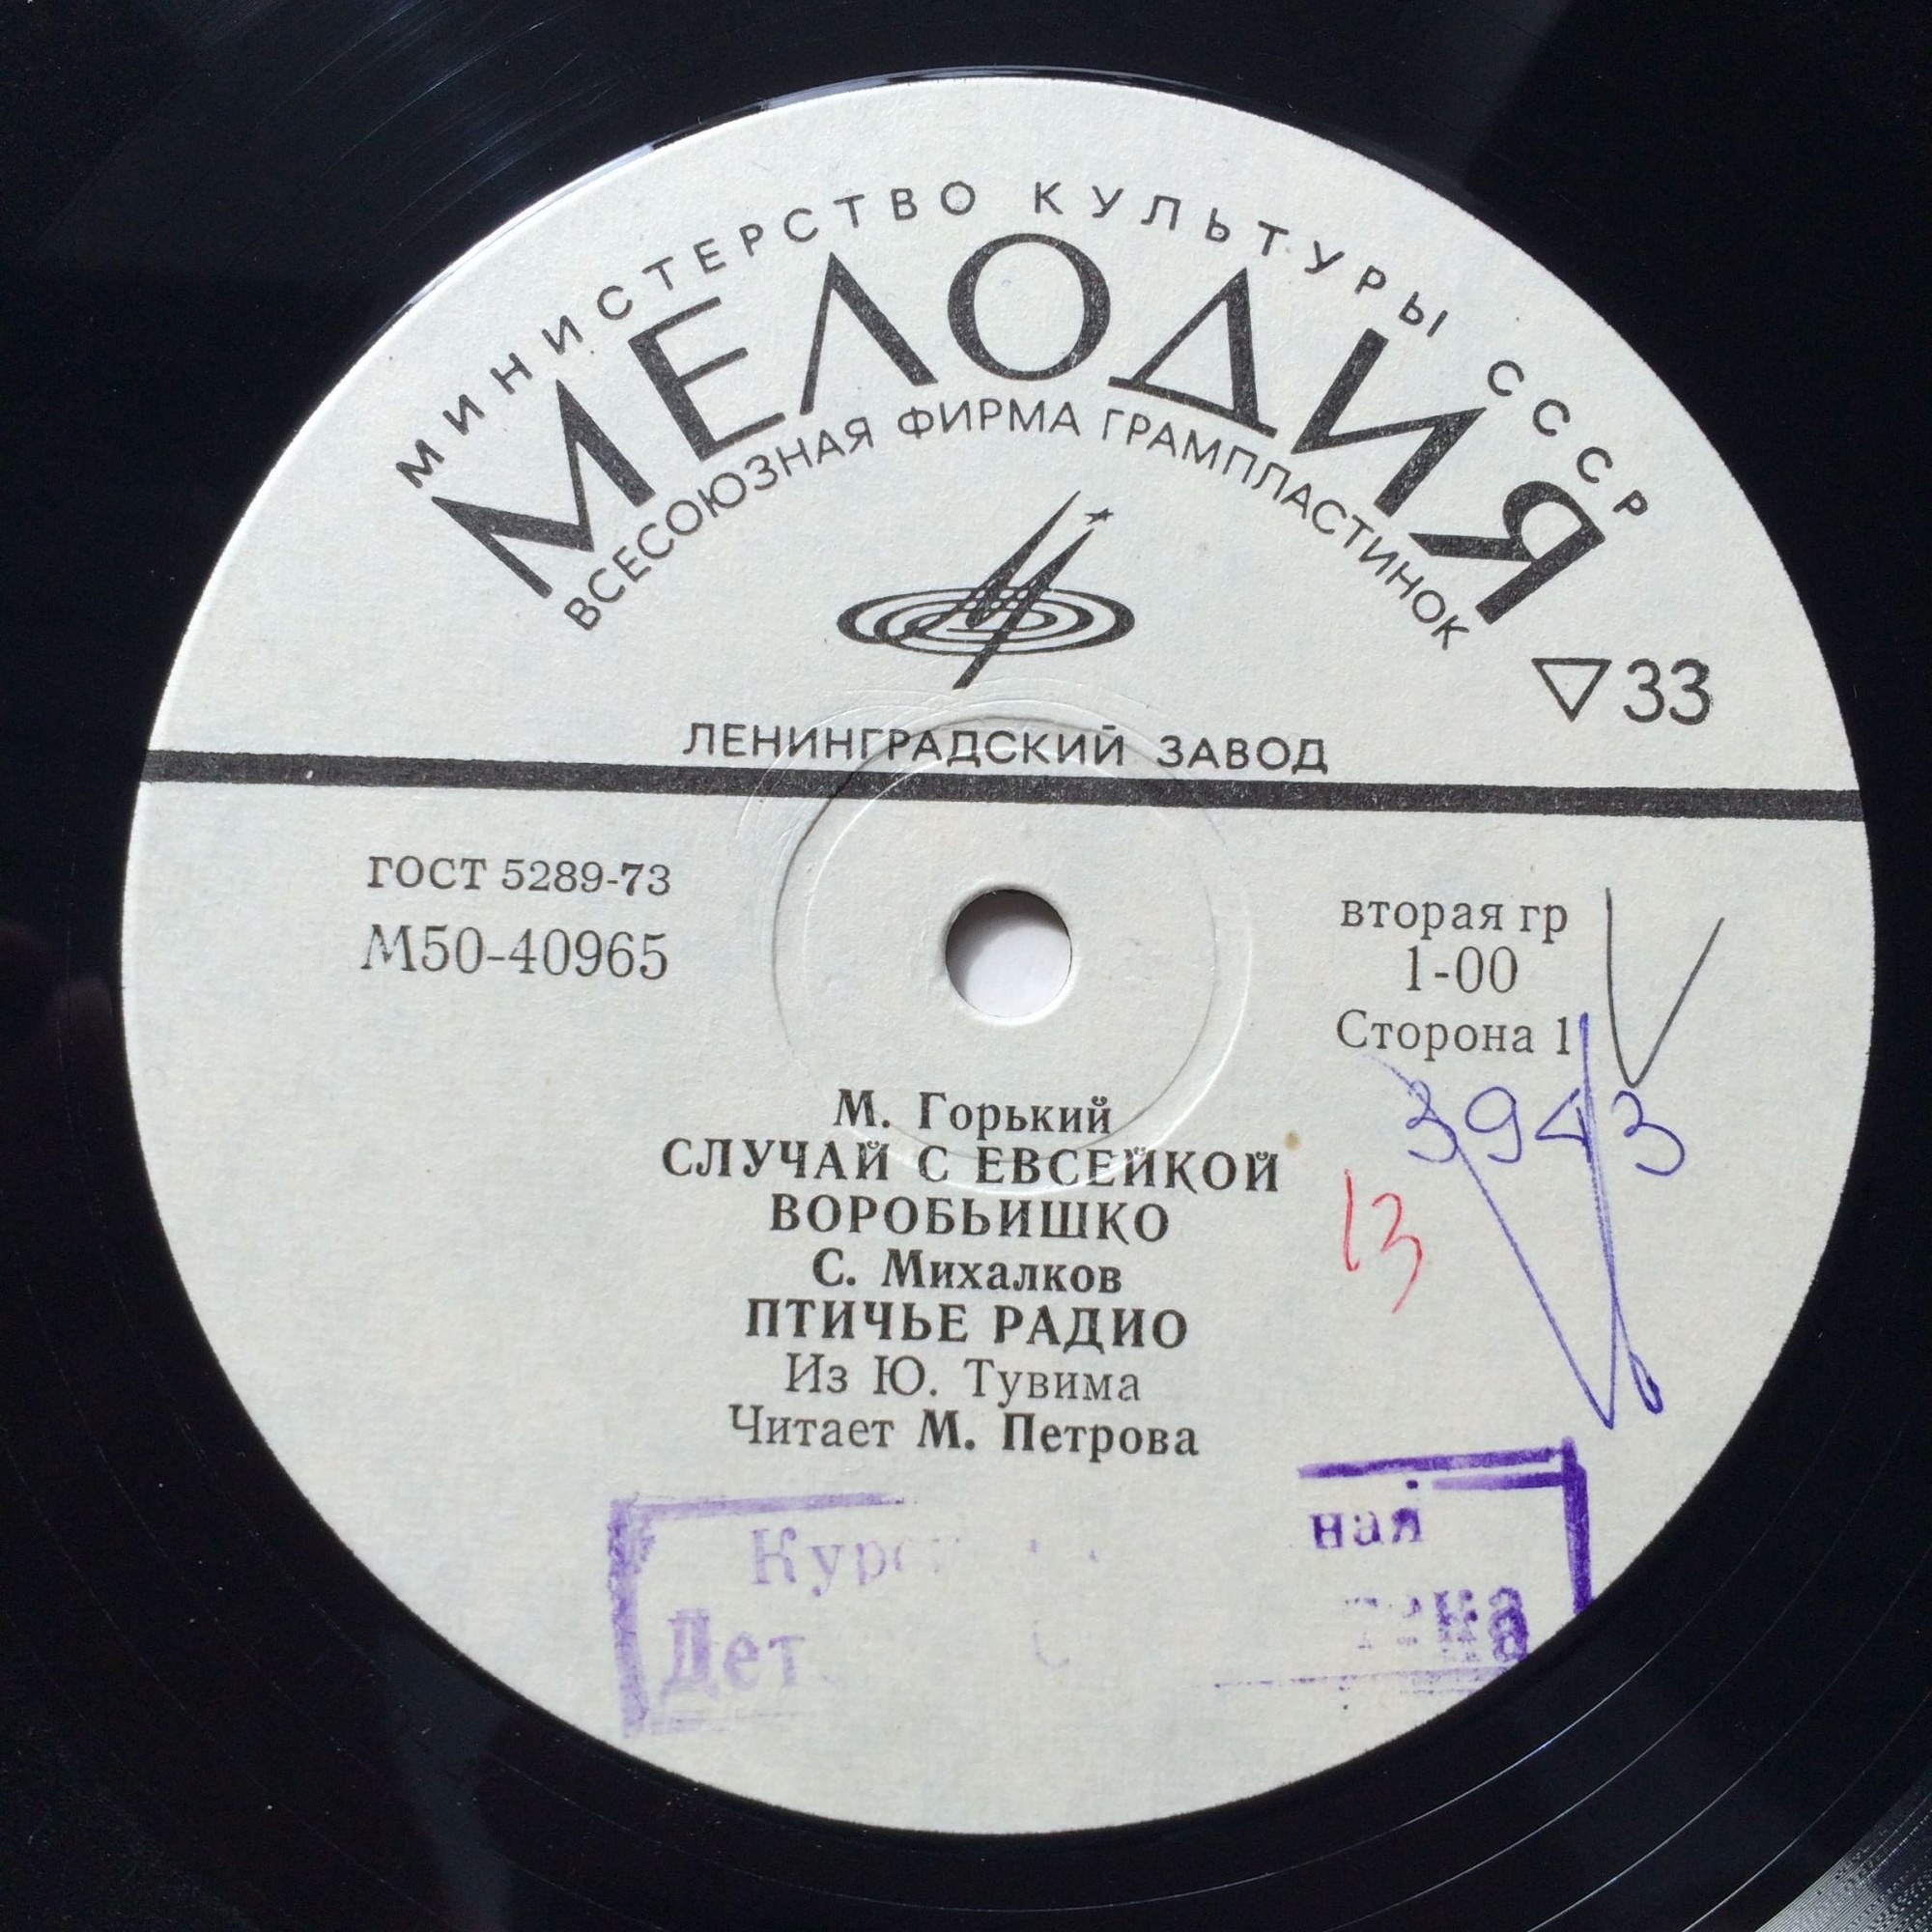 МИНИСТЕРСТВО КУЛЬТУРЫ СССР
МЕЛОДИЯ
ВСЕСОЮЗНАЯ ФИРМА ГРАМПЛАСТИНОК
▽33
ЛЕНИНГРАДСКИЙ ЗАВОД
ГОСТ 5289-73
М50-40965
вторая гр
1-00
Сторона 1
3943
13
М. Горький
СЛУЧАЙ С ЕВСЕЙКОЙ
ВОРОБЬИШКО
С. Михалков
ПТИЧЬЕ РАДИО
Из Ю. Тувима
Читает М. Петрова